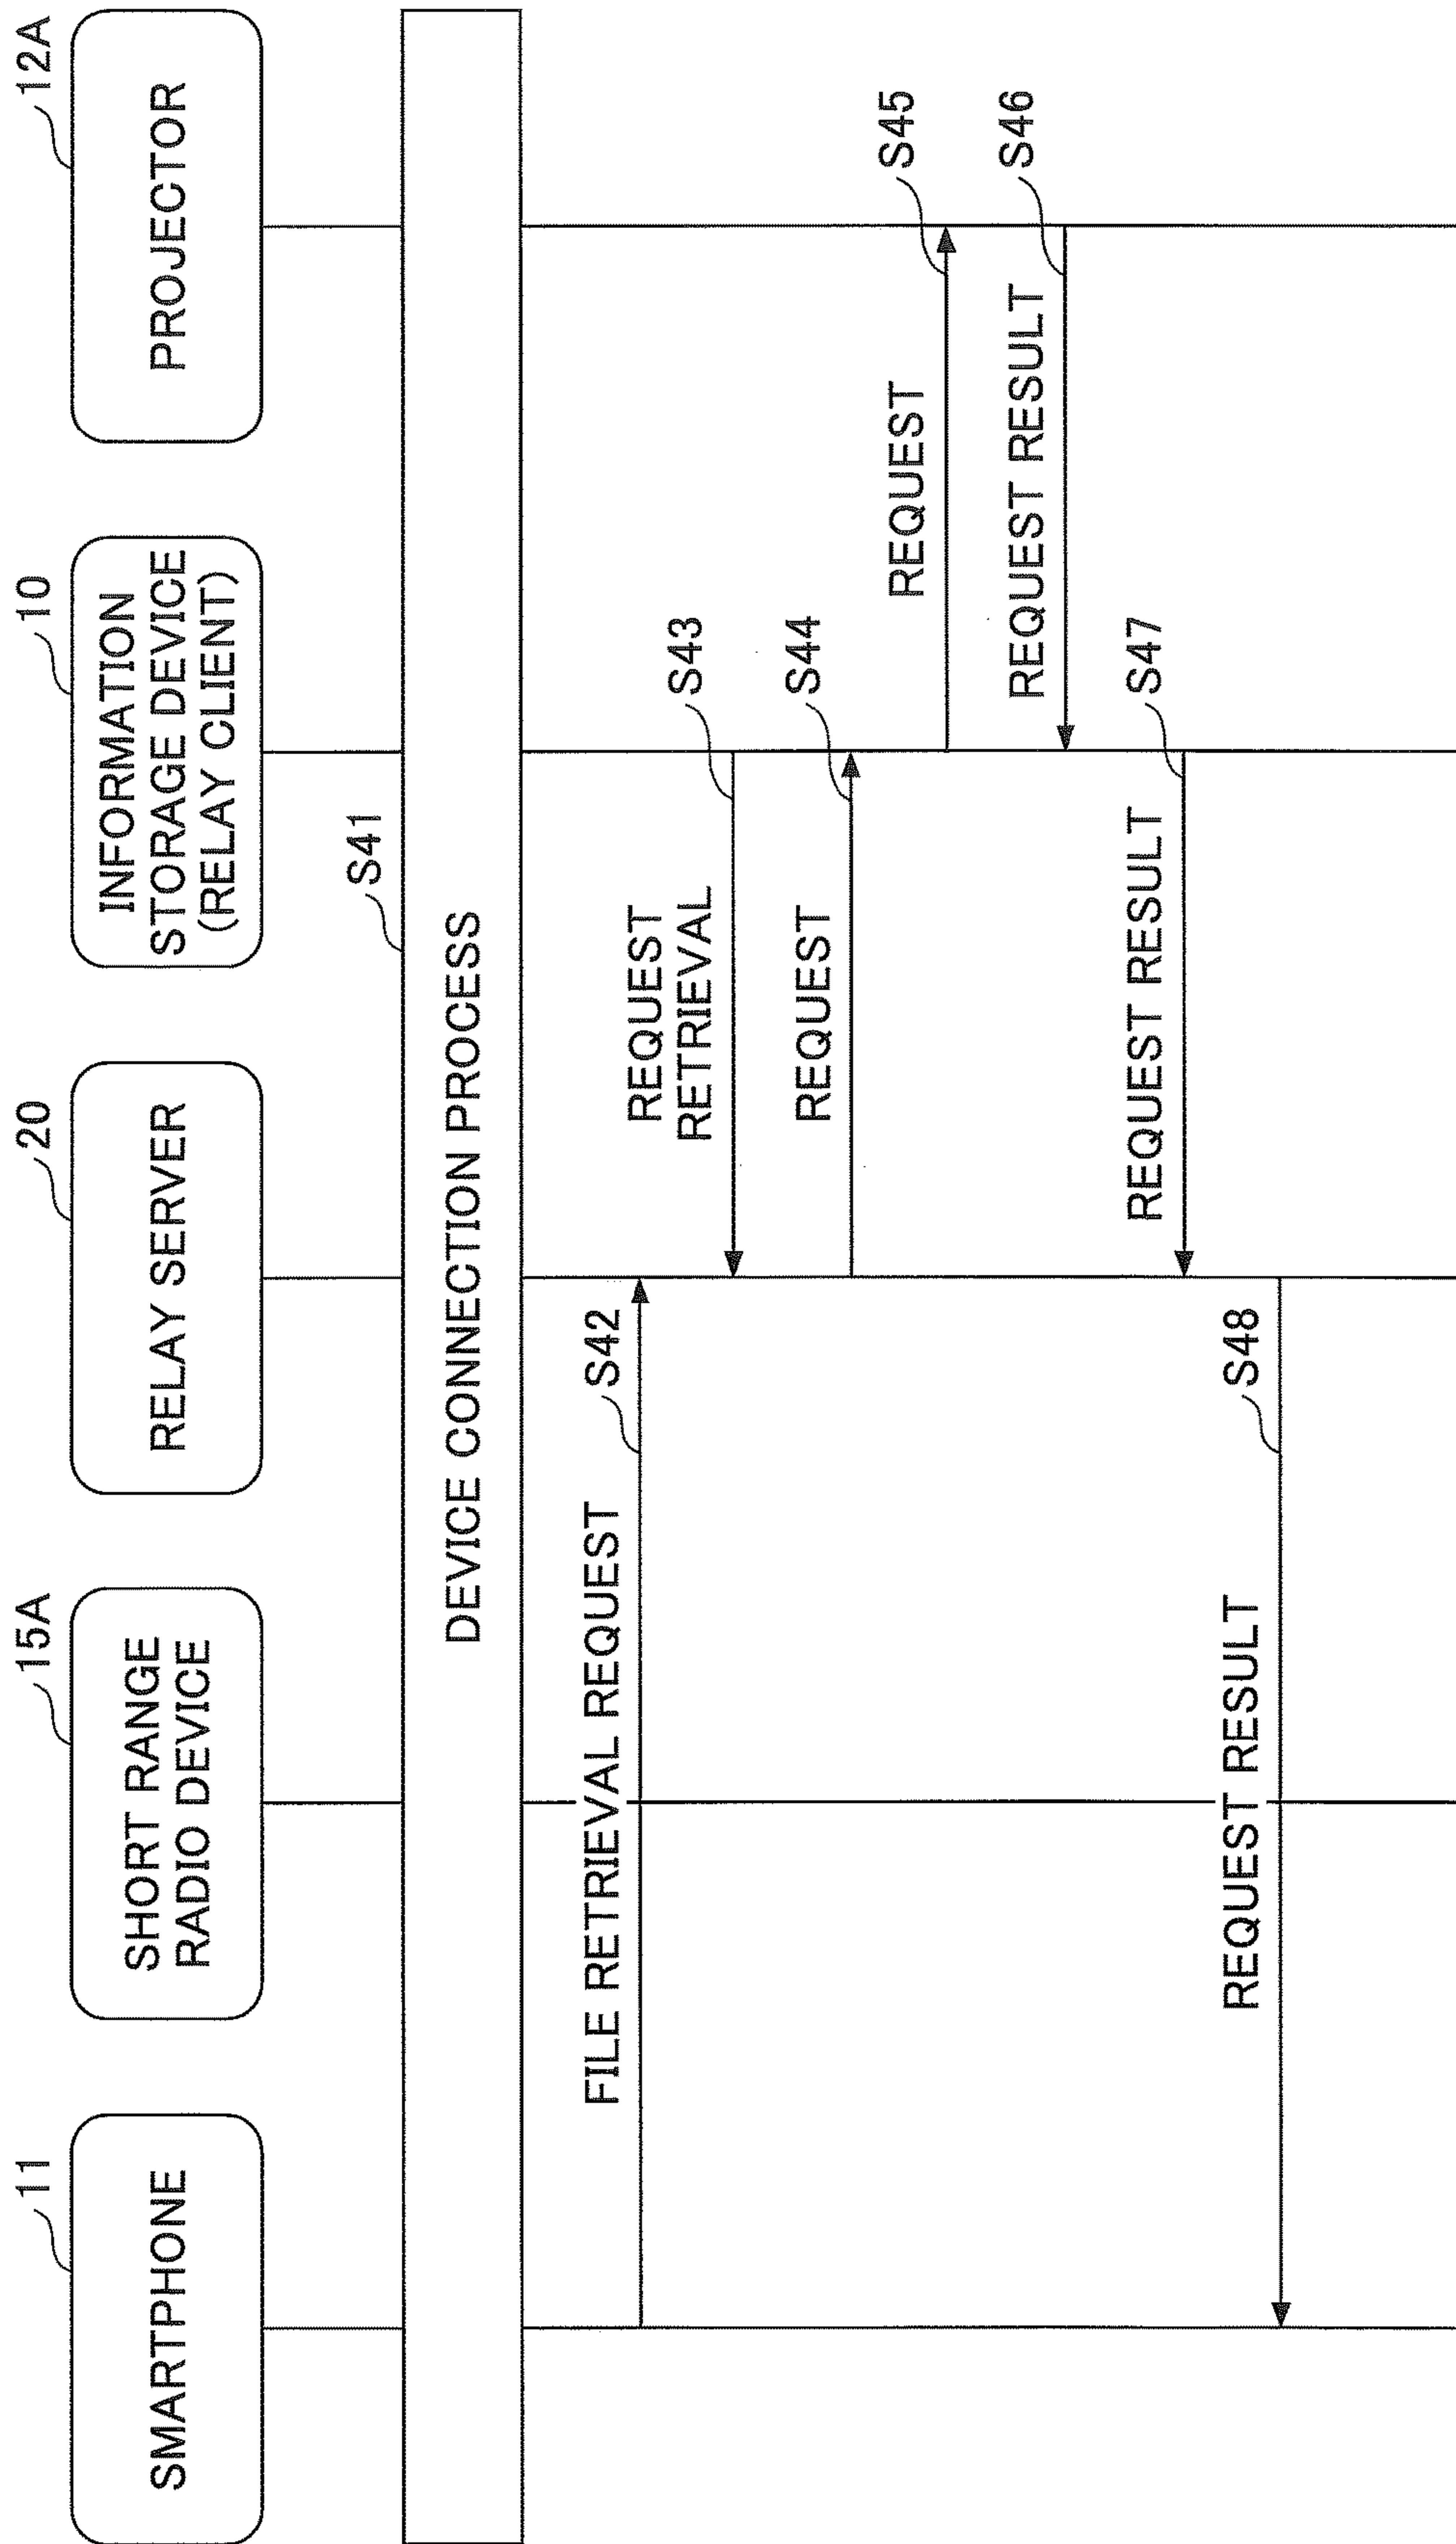 11
SMARTPHONE
15A
SHORT RANGE
RADIO DEVICE
20
RELAY SERVER
10
INFORMATION
STORAGE DEVICE
(RELAY CLIENT)
12A
PROJECTOR
S41
DEVICE CONNECTION PROCESS
FILE RETRIEVAL REQUEST
S42
REQUEST
RETRIEVAL
S43
REQUEST
S44
REQUEST
S45
REQUEST RESULT
S46
REQUEST RESULT
S47
REQUEST RESULT
S48